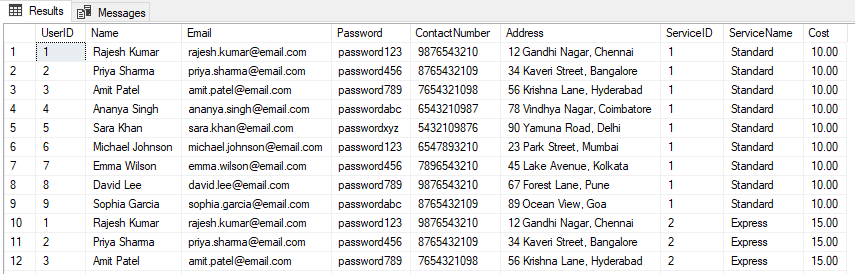 Results Messages
UserID Name Email Password ContactNumber Address ServiceID ServiceName Cost
1 1 Rajesh Kumar rajesh.kumar@email.com password123 9876543210 12 Gandhi Nagar, Chennai 1 Standard 10.00
2 2 Priya Sharma priya.sharma@email.com password456 8765432109 34 Kaveri Street, Bangalore 1 Standard 10.00
3 3 Amit Patel amit.patel@email.com password789 7654321098 56 Krishna Lane, Hyderabad 1 Standard 10.00
4 4 Ananya Singh ananya.singh@email.com passwordabc 6543210987 78 Vindhya Nagar, Coimbatore 1 Standard 10.00
5 5 Sara Khan sara.khan@email.com passwordxyz 5432109876 90 Yamuna Road, Delhi 1 Standard 10.00
6 6 Michael Johnson michael.johnson@email.com password123 6547893210 23 Park Street, Mumbai 1 Standard 10.00
7 7 Emma Wilson emma.wilson@email.com password456 7896543210 45 Lake Avenue, Kolkata 1 Standard 10.00
8 8 David Lee david.lee@email.com password789 9876543210 67 Forest Lane, Pune 1 Standard 10.00
9 9 Sophia Garcia sophia.garcia@email.com passwordabc 8765432109 89 Ocean View, Goa 1 Standard 10.00
10 1 Rajesh Kumar rajesh.kumar@email.com password123 9876543210 12 Gandhi Nagar, Chennai 2 Express 15.00
11 2 Priya Sharma priya.sharma@email.com password456 8765432109 34 Kaveri Street, Bangalore 2 Express 15.00
12 3 Amit Patel amit.patel@email.com password789 7654321098 56 Krishna Lane, Hyderabad 2 Express 15.00